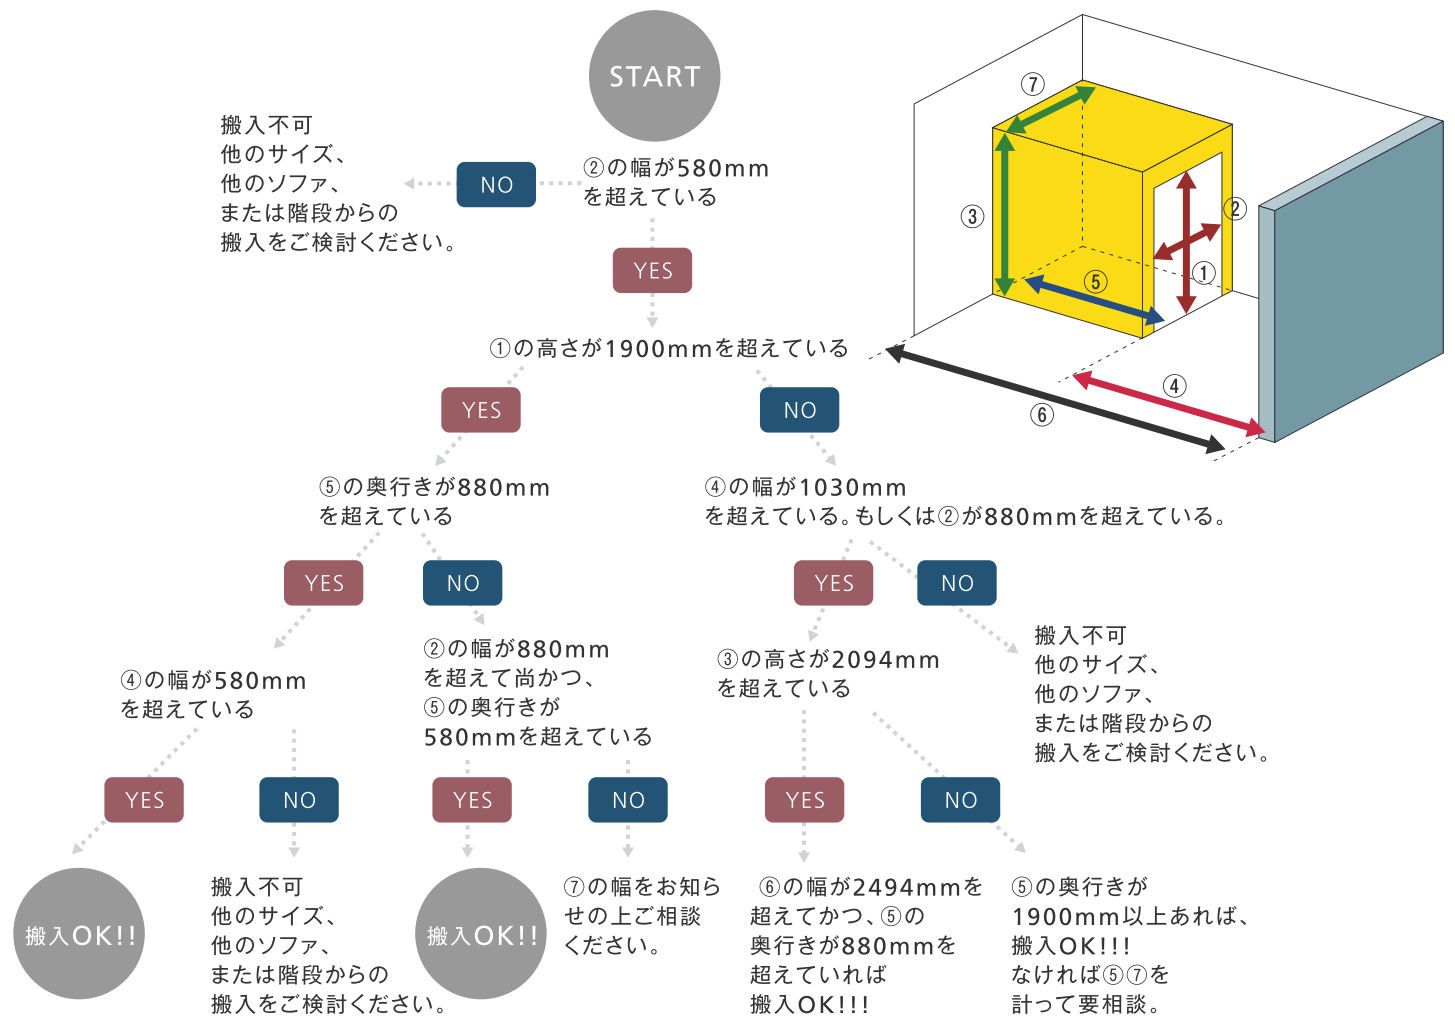 START
②の幅が580mm
を超えている
NO
搬入不可
他のサイズ、
他のソファ、
または階段からの
搬入をご検討ください。
YES
①の高さが1900mmを超えている
YES
NO
⑤の奥行きが880mm
を超えている
④の幅が1030mm
を超えている。もしくは②が880mmを超えている。
YES
NO
YES
NO
④の幅が580mm
を超えている
②の幅が880mm
を超えて尚かつ、
⑤の奥行きが
580mmを超えている
③の高さが2094mm
を超えている
搬入不可
他のサイズ、
他のソファ、
または階段からの
搬入をご検討ください。
YES
NO
YES
NO
YES
NO
搬入OK!!
搬入不可
他のサイズ、
他のソファ、
または階段からの
搬入をご検討ください。
搬入OK!!
⑦の幅をお知ら
せの上ご相談
ください。
⑥の幅が2494mmを
超えてかつ、⑤の
奥行きが880mmを
超えていれば
搬入OK!!!
⑤の奥行きが
1900mm以上あれば、
搬入OK!!!
なければ⑤⑦を
計って要相談。
⑦
③
②
①
⑤
④
⑥